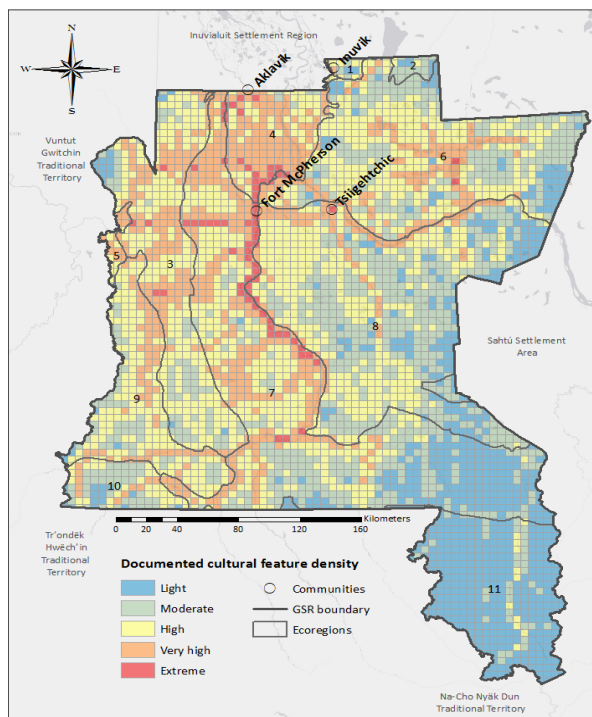 N
W E
S
Inuvialuit Settlement Region
Aklavik
Inuvik
1
2
Vuntut
Gwitchin
Traditional
Territory
4
6
Fort McPherson
Tsiigehtchic
5
3
8
Sahtú Settlement
Area
7
9
10
Kilometers
0 20 40 80 120 160
Tr'ondëk
Hwëch'in
Traditional
Territory
Documented cultural feature density
Light
Moderate
High
Very high
Extreme
Communities
GSR boundary
Ecoregions
11
Na-Cho Nyäk Dun
Traditional Territory